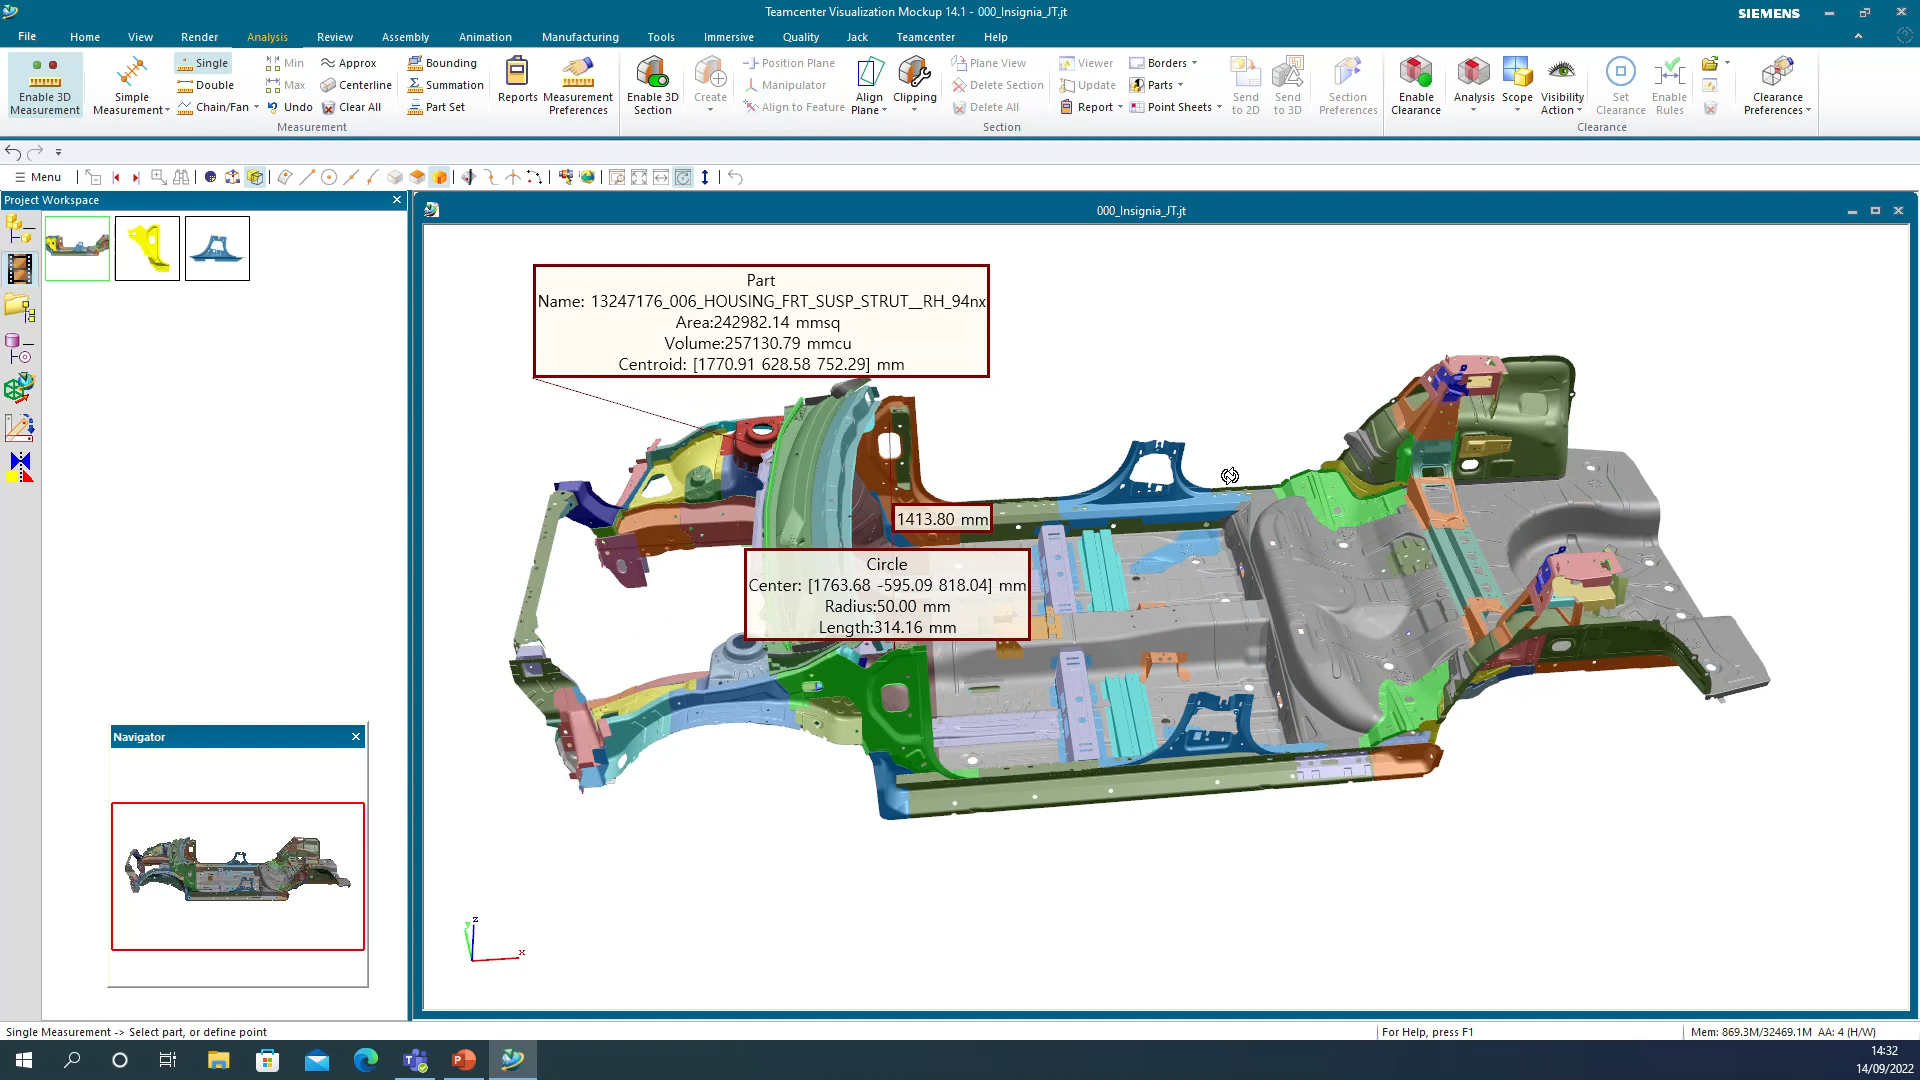 Teamcenter Visualization Mockup 14.1 - 000_Insignia_JT.jt
SIEMENS
File Home View Render Analysis Review Assembly Animation Manufacturing Tools Immersive Quality Jack Teamcenter Help
Enable 3D Measurement
Simple Measurement
Single
Double
Chain/Fan
Min
Max
Undo
Approx
Centerline
Clear All
Bounding
Summation
Part Set
Reports
Measurement Preferences
Measurement
Enable 3D Section
Create
Position Plane
Manipulator
Align to Feature
Align Plane
Clipping
Plane View
Delete Section
Delete All
Viewer
Update
Report
Borders
Parts
Point Sheets
Send to 2D
Send to 3D
Section Preferences
Section
Enable Clearance
Analysis
Scope
Visibility Action
Set Clearance
Enable Rules
Clearance Preferences
Clearance
Menu
Project Workspace
000_Insignia_JT.jt
Part
Name: 13247176_006_HOUSING_FRT_SUSP_STRUT__RH_94nx
Area:242982.14 mmsq
Volume:257130.79 mmcu
Centroid: [1770.91 628.58 752.29] mm
1413.80 mm
Circle
Center: [1763.68 -595.09 818.04] mm
Radius:50.00 mm
Length:314.16 mm
Navigator
z
y
x
Single Measurement -> Select part, or define point
For Help, press F1
Mem: 869.3M/32469.1M AA: 4 (H/W)
14:32
14/09/2022